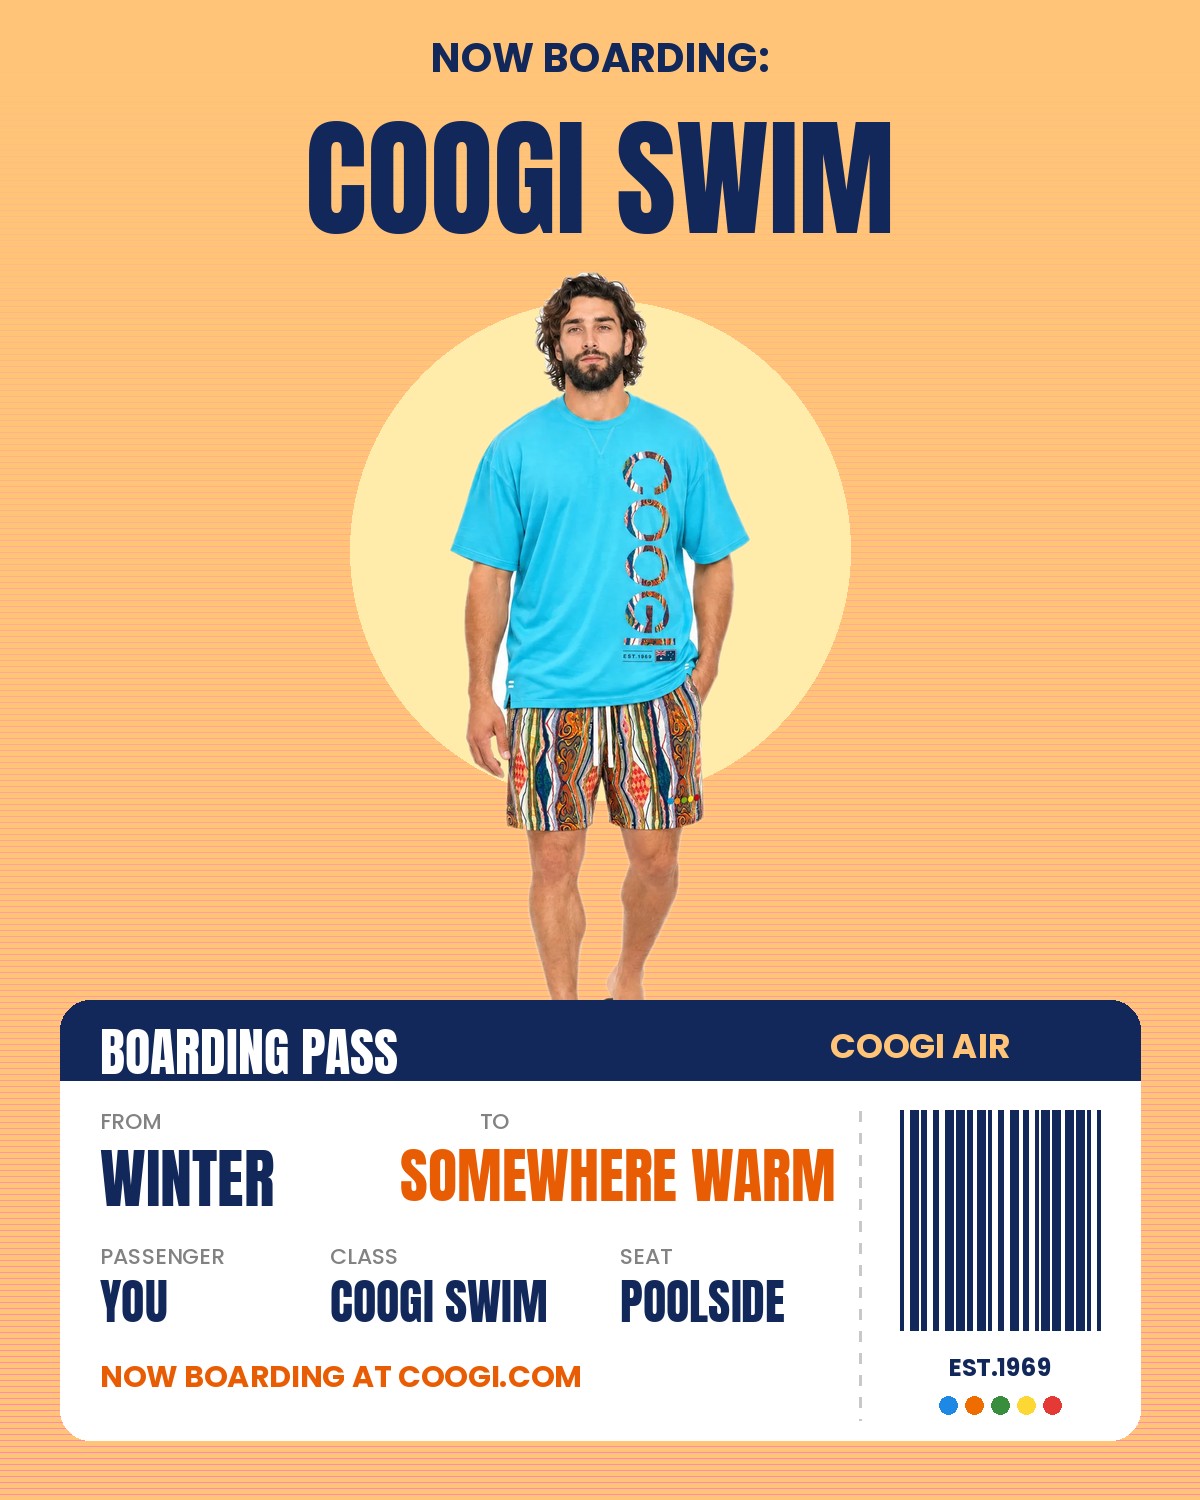 NOW BOARDING:
COOGI SWIM
COOGI
EST.1969
BOARDING PASS
COOGI AIR
FROM
TO
WINTER
SOMEWHERE WARM
PASSENGER
CLASS
SEAT
YOU
COOGI SWIM
POOLSIDE
NOW BOARDING AT COOGI.COM
EST.1969